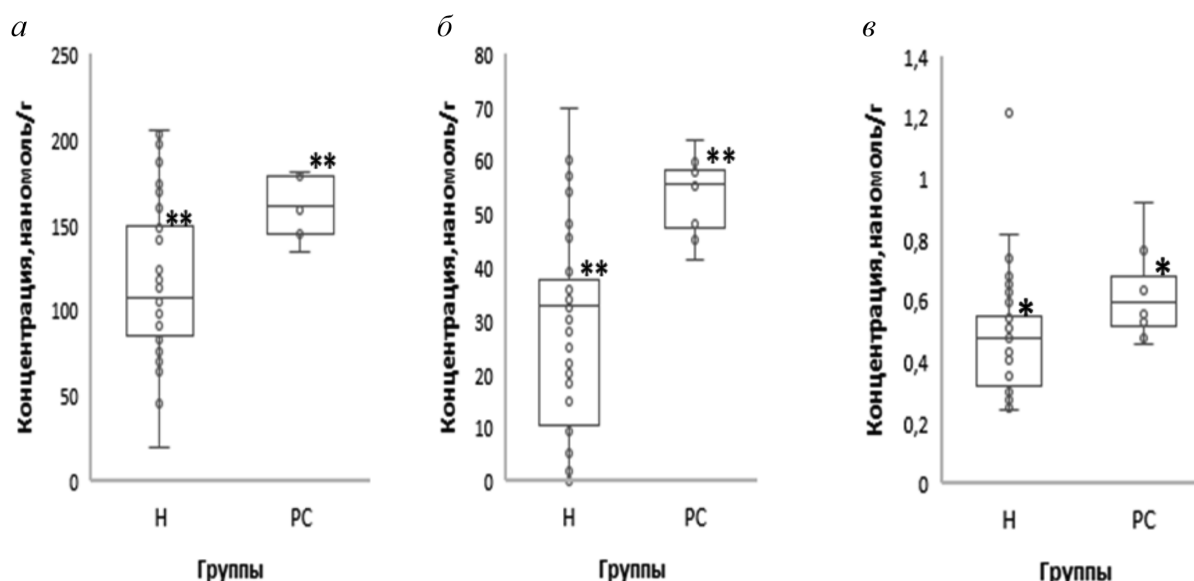 а
250
200
150
100
50
0
Концентрация,наномоль/г
**
**
Н
РС
Группы
б
80
70
60
50
40
30
20
10
0
Концентрация,наномоль/г
**
**
Н
РС
Группы
в
1,4
1,2
1
0,8
0,6
0,4
0,2
0
Концентрация,наномоль/г
*
*
Н
РС
Группы